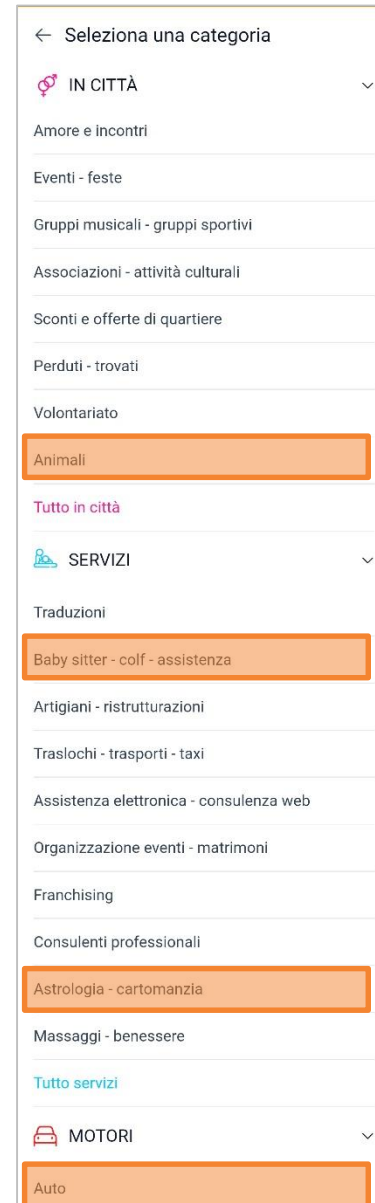 ← Seleziona una categoria
IN CITTÀ
Amore e incontri
Eventi - feste
Gruppi musicali - gruppi sportivi
Associazioni - attività culturali
Sconti e offerte di quartiere
Perduti - trovati
Volontariato
Animali
Tutto in città
SERVIZI
Traduzioni
Baby sitter - colf - assistenza
Artigiani - ristrutturazioni
Traslochi - trasporti - taxi
Assistenza elettronica - consulenza web
Organizzazione eventi - matrimoni
Franchising
Consulenti professionali
Astrologia - cartomanzia
Massaggi - benessere
Tutto servizi
MOTORI
Auto